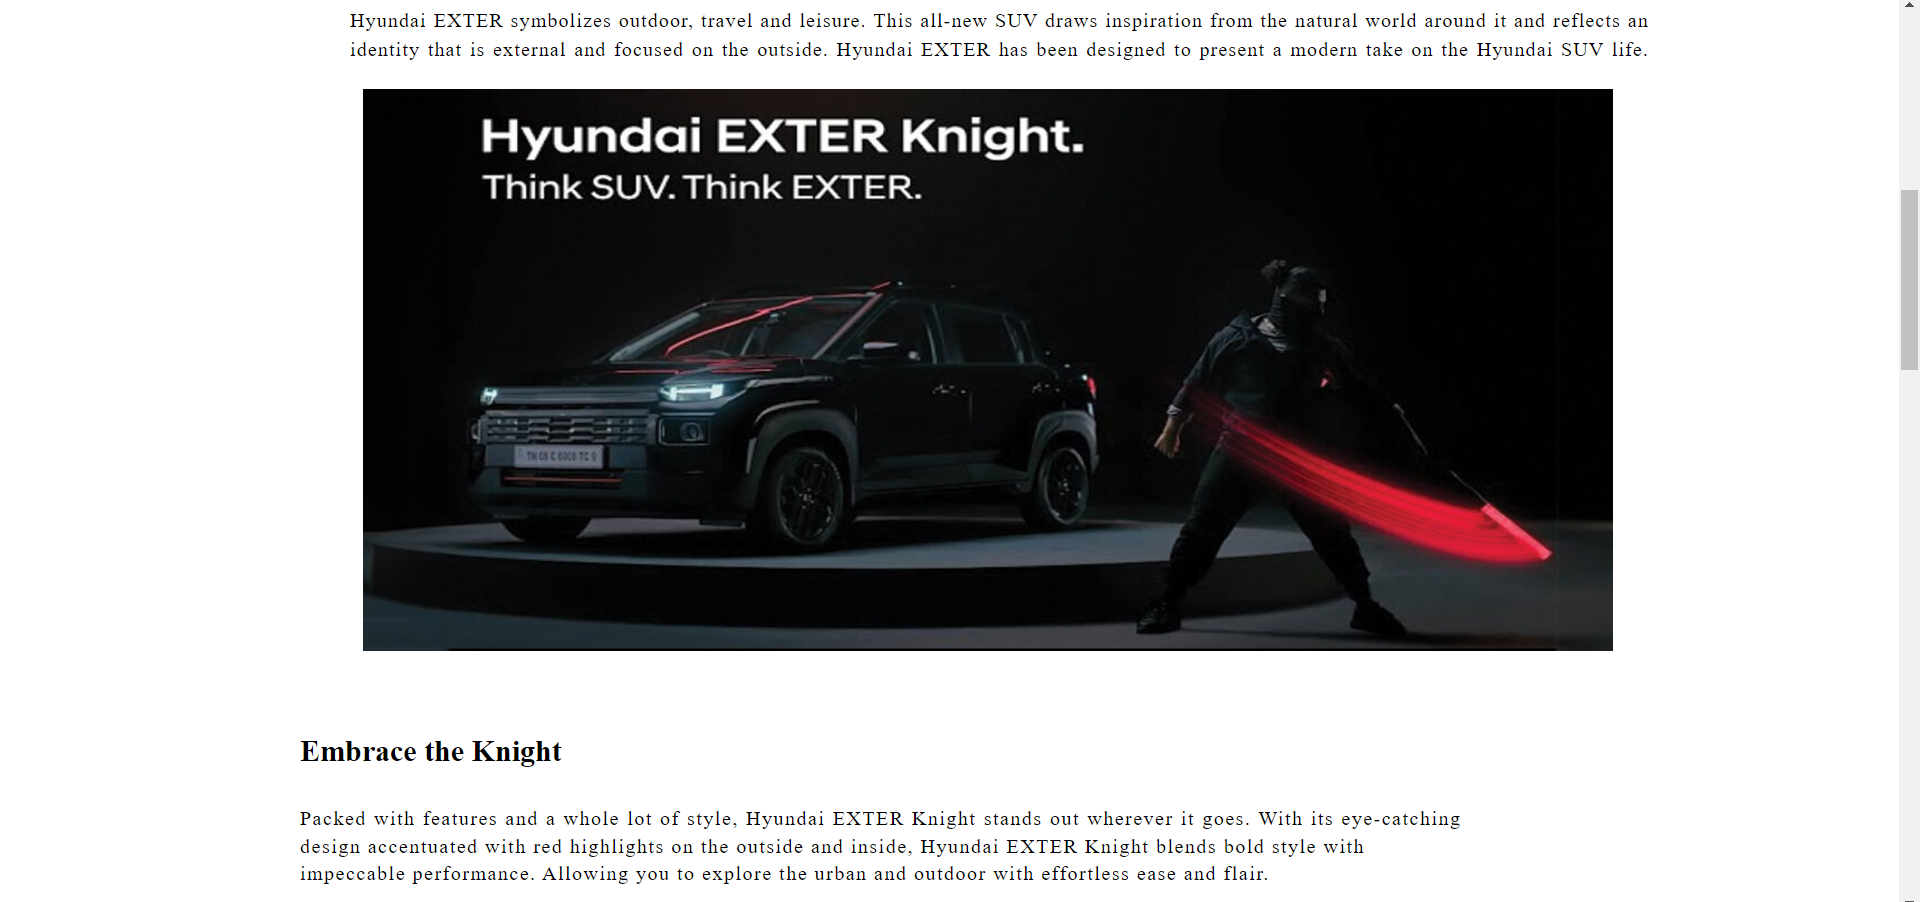 Hyundai EXTER symbolizes outdoor, travel and leisure. This all-new SUV draws inspiration from the natural world around it and reflects an
identity that is external and focused on the outside. Hyundai EXTER has been designed to present a modern take on the Hyundai SUV life.
Hyundai EXTER Knight.
Think SUV. Think EXTER.
Embrace the Knight
Packed with features and a whole lot of style, Hyundai EXTER Knight stands out wherever it goes. With its eye-catching
design accentuated with red highlights on the outside and inside, Hyundai EXTER Knight blends bold style with
impeccable performance. Allowing you to explore the urban and outdoor with effortless ease and flair.